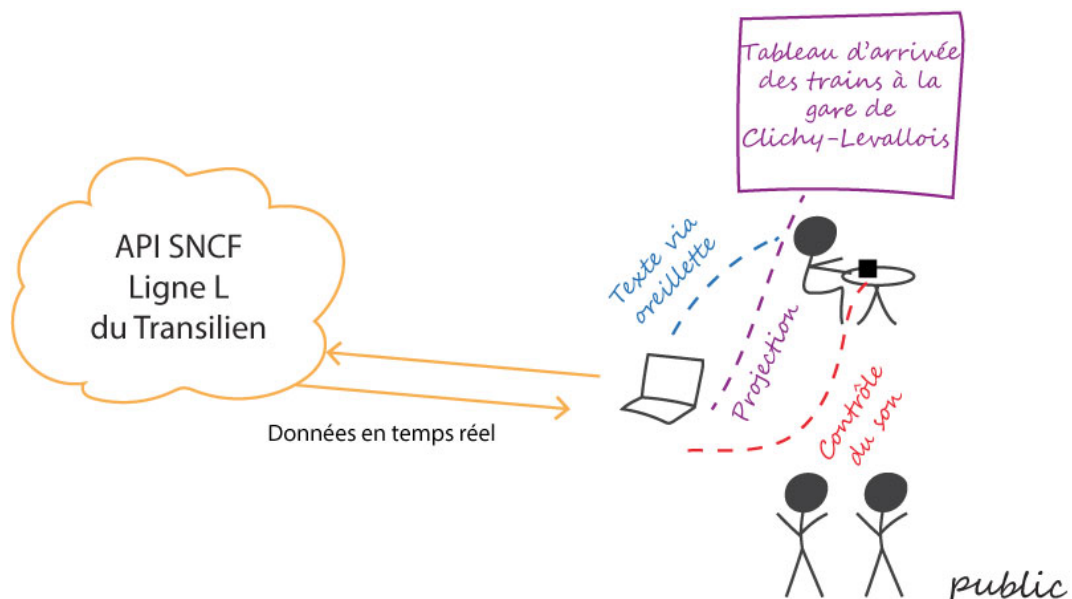 Tableau d'arrivée
des trains à la
gare de
Clichy-Levallois
API SNCF
Ligne L
du Transilien
Texte via
oreillette
Projection
Contrôle
du son
Données en temps réel
public